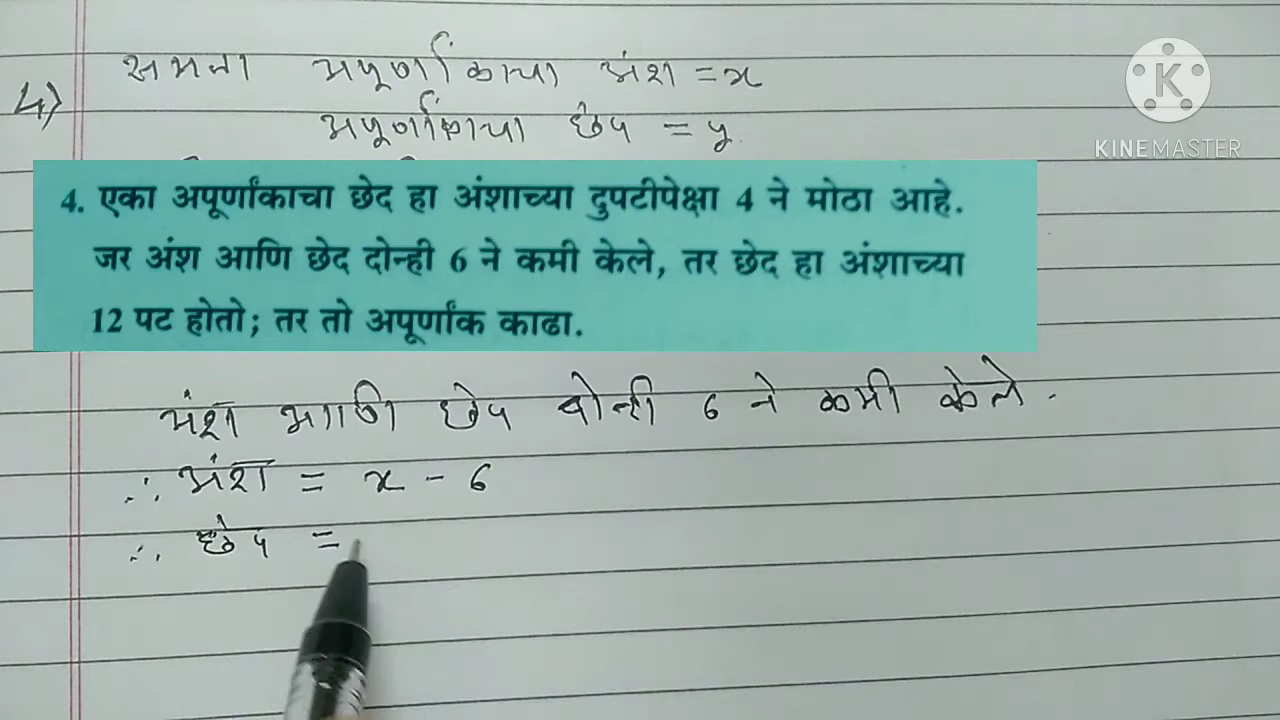 समजा अपूर्णांकाचा अंश = x
4)
अपूर्णांकाचा छेद = y.
K
KINEMASTER
4. एका अपूर्णांकाचा छेद हा अंशाच्या दुपटीपेक्षा 4 ने मोठा आहे.
जर अंश आणि छेद दोन्ही 6 ने कमी केले, तर छेद हा अंशाच्या
12 पट होतो; तर तो अपूर्णांक काढा.
अंश आणि छेद दोन्ही 6 ने कमी केले.
∴ अंश = x - 6
∴ छेद =